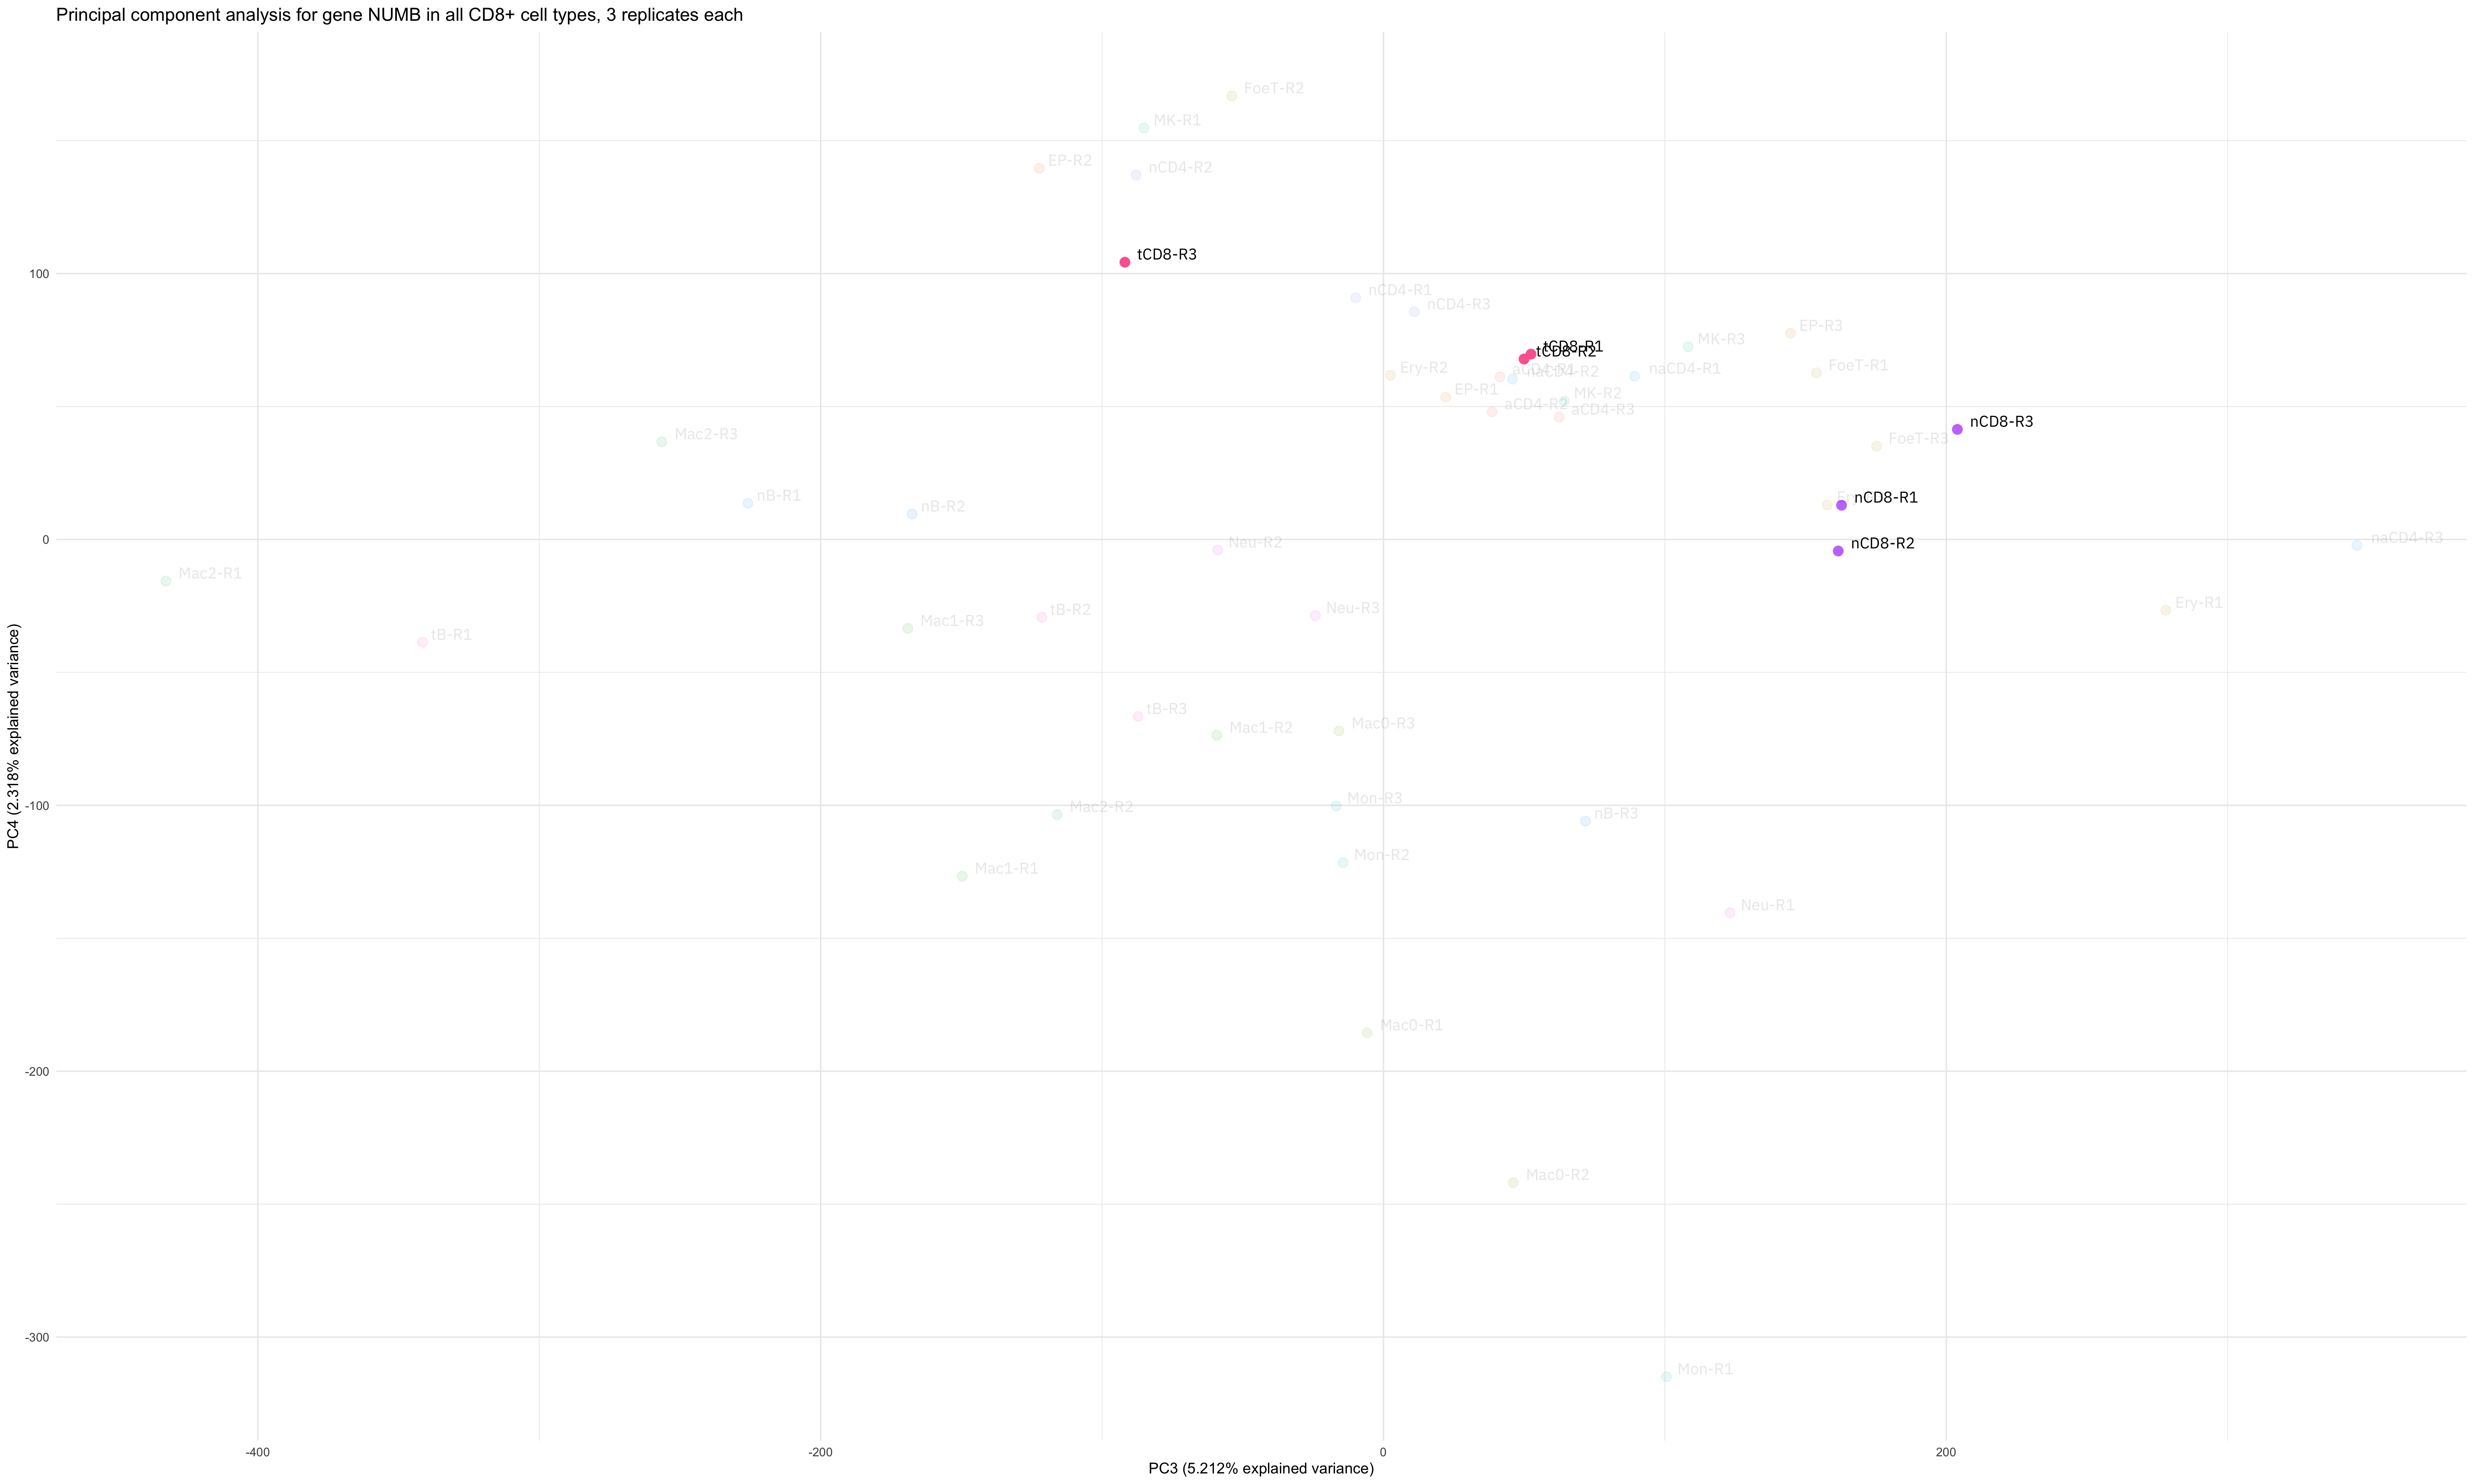 Principal component analysis for gene NUMB in all CD8+ cell types, 3 replicates each
FoeT-R2
MK-R1
EP-R2
nCD4-R2
tCD8-R3
100
nCD4-R1
nCD4-R3
EP-R3
MK-R3
tCD8-R1
tCD8-R2
Ery-R2
aCD4-R1
naCD4-R2
naCD4-R1
FoeT-R1
EP-R1
MK-R2
aCD4-R2
aCD4-R3
nCD8-R3
Mac2-R3
FoeT-R3
nB-R1
nCD8-R1
nB-R2
0
Neu-R2
nCD8-R2
naCD4-R3
Mac2-R1
Ery-R1
tB-R2
Neu-R3
Mac1-R3
tB-R1
PC4 (2.318% explained variance)
tB-R3
Mac1-R2
Mac0-R3
-100
Mon-R3
Mac2-R2
nB-R3
Mon-R2
Mac1-R1
Neu-R1
Mac0-R1
-200
Mac0-R2
-300
Mon-R1
-400
-200
0
200
PC3 (5.212% explained variance)